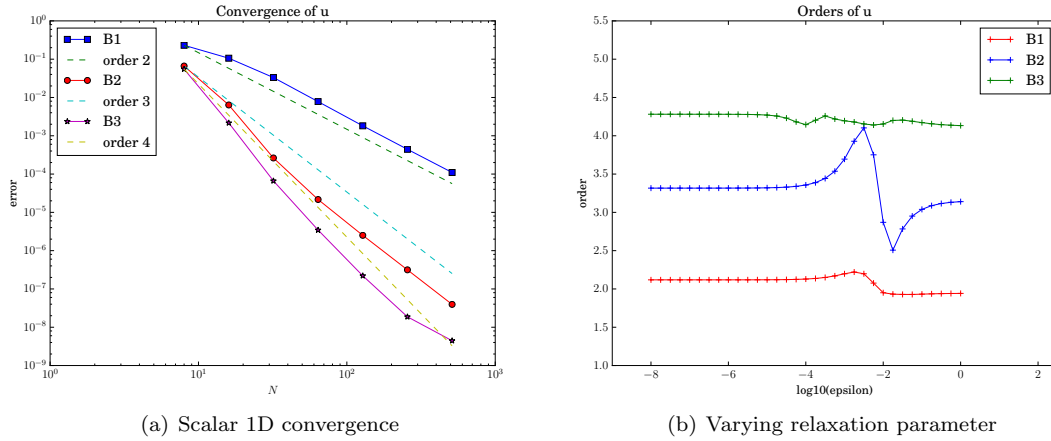 Convergence of u
10^0
10^-1
10^-2
10^-3
10^-4
10^-5
10^-6
10^-7
10^-8
10^-9
error
B1
order 2
B2
order 3
B3
order 4
10^0
10^1
10^2
10^3
N
(a) Scalar 1D convergence
Orders of u
5.5
5.0
4.5
4.0
3.5
3.0
2.5
2.0
1.5
1.0
order
B1
B2
B3
−8
−6
−4
−2
0
2
log10(epsilon)
(b) Varying relaxation parameter